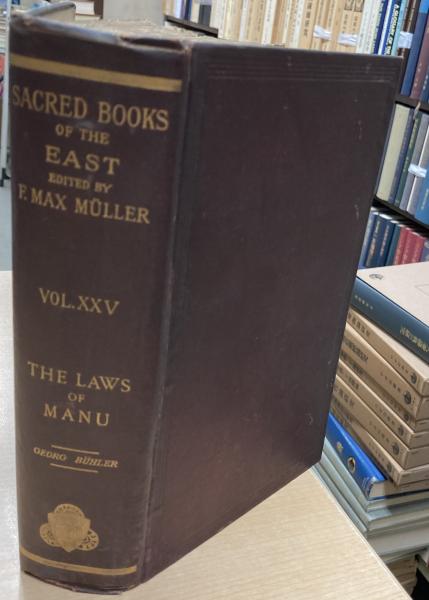 SACRED BOOKS
OF THE
EAST
EDITED BY
F. MAX MÜLLER
VOL. XXV
THE LAWS
OF
MANU
GEORG BÜHLER